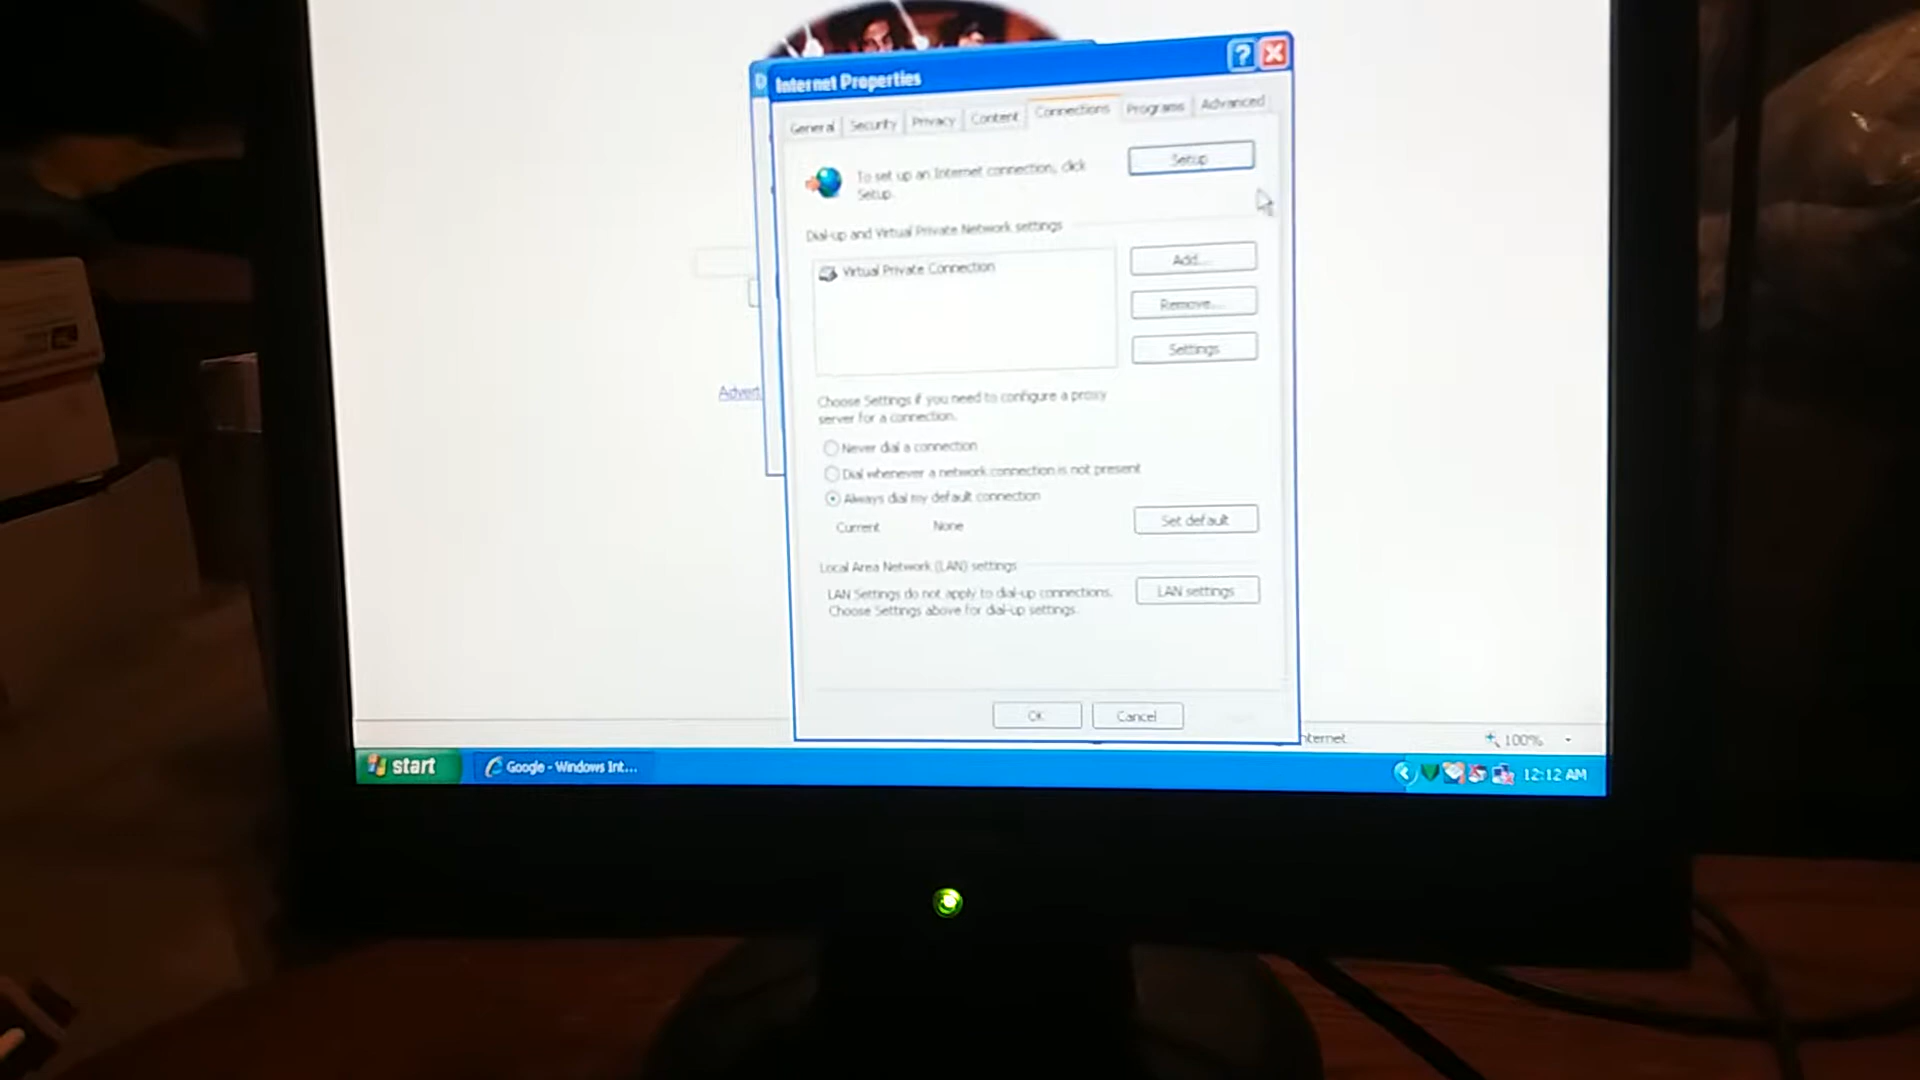 Internet Properties
General Security Privacy Content Connections Programs Advanced
To set up an Internet connection, click
Setup.
Setup
Dial-up and Virtual Private Network settings
Virtual Private Connection
Add...
Remove...
Settings
Choose Settings if you need to configure a proxy
server for a connection.
Never dial a connection
Dial whenever a network connection is not present
Always dial my default connection
Current None
Set default
Local Area Network (LAN) settings
LAN Settings do not apply to dial-up connections.
Choose Settings above for dial-up settings.
LAN settings
OK Cancel
Advert
nternet
100%
start
Google - Windows Int...
12:12 AM